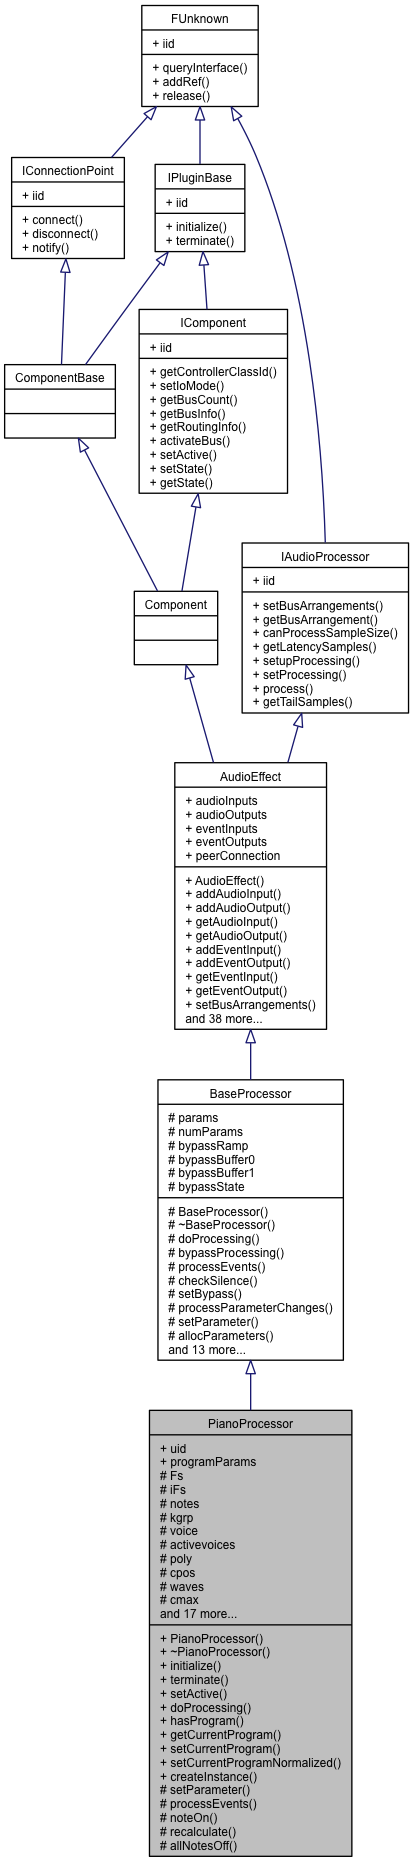 FUnknown
+ iid
+ queryInterface()
+ addRef()
+ release()
IConnectionPoint
+ iid
+ connect()
+ disconnect()
+ notify()
IPluginBase
+ iid
+ initialize()
+ terminate()
IComponent
+ iid
+ getControllerClassId()
+ setIoMode()
+ getBusCount()
+ getBusInfo()
+ getRoutingInfo()
+ activateBus()
+ setActive()
+ setState()
+ getState()
ComponentBase
Component
IAudioProcessor
+ iid
+ setBusArrangements()
+ getBusArrangement()
+ canProcessSampleSize()
+ getLatencySamples()
+ setupProcessing()
+ setProcessing()
+ process()
+ getTailSamples()
AudioEffect
+ audioInputs
+ audioOutputs
+ eventInputs
+ eventOutputs
+ peerConnection
+ AudioEffect()
+ addAudioInput()
+ addAudioOutput()
+ getAudioInput()
+ getAudioOutput()
+ addEventInput()
+ addEventOutput()
+ getEventInput()
+ getEventOutput()
+ setBusArrangements()
and 38 more...
BaseProcessor
# params
# numParams
# bypassRamp
# bypassBuffer0
# bypassBuffer1
# bypassState
# BaseProcessor()
# ~BaseProcessor()
# doProcessing()
# bypassProcessing()
# processEvents()
# checkSilence()
# setBypass()
# processParameterChanges()
# setParameter()
# allocParameters()
and 13 more...
PianoProcessor
+ uid
+ programParams
# Fs
# iFs
# notes
# kgrp
# voice
# activevoices
# poly
# cpos
# waves
# cmax
and 17 more...
+ PianoProcessor()
+ ~PianoProcessor()
+ initialize()
+ terminate()
+ setActive()
+ doProcessing()
+ hasProgram()
+ getCurrentProgram()
+ setCurrentProgram()
+ setCurrentProgramNormalized()
+ createInstance()
# setParameter()
# processEvents()
# noteOn()
# recalculate()
# allNotesOff()